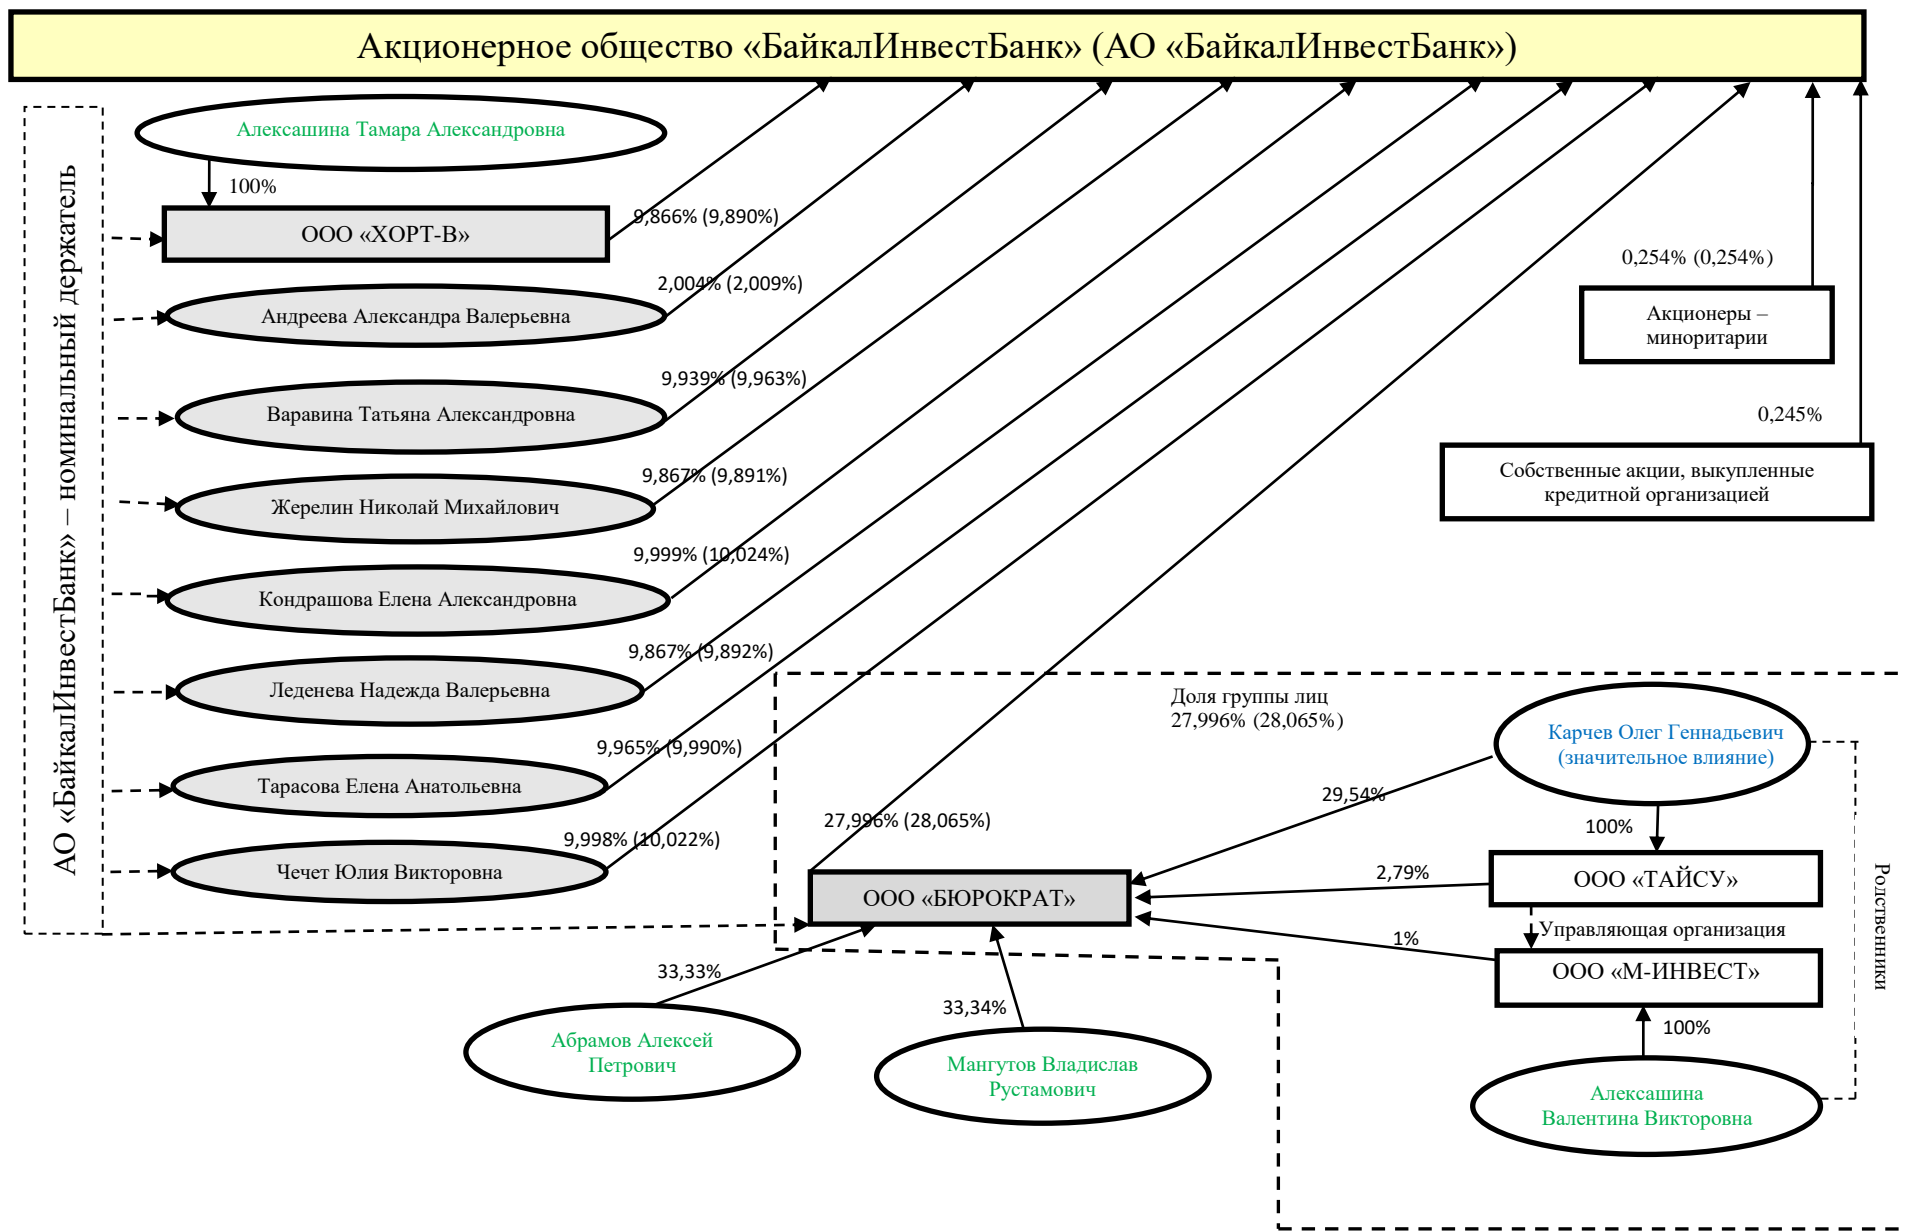 Акционерное общество «БайкалИнвестБанк» (АО «БайкалИнвестБанк»)
АО «БайкалИнвестБанк» – номинальный держатель
Алексашина Тамара Александровна
100%
ООО «ХОРТ-В»
9,866% (9,890%)
Андреева Александра Валерьевна
2,004% (2,009%)
Варавина Татьяна Александровна
9,939% (9,963%)
Жерелин Николай Михайлович
9,867% (9,891%)
Кондрашова Елена Александровна
9,999% (10,024%)
Леденева Надежда Валерьевна
9,867% (9,892%)
Тарасова Елена Анатольевна
9,965% (9,990%)
Чечет Юлия Викторовна
9,998% (10,022%)
0,254% (0,254%)
Акционеры –
миноритарии
0,245%
Собственные акции, выкупленные
кредитной организацией
Доля группы лиц
27,996% (28,065%)
Карчев Олег Геннадьевич
(значительное влияние)
29,54%
27,996% (28,065%)
100%
ООО «БЮРОКРАТ»
2,79%
ООО «ТАЙСУ»
Управляющая организация
1%
ООО «М-ИНВЕСТ»
Родственники
33,33%
Абрамов Алексей
Петрович
33,34%
Мангутов Владислав
Рустамович
100%
Алексашина
Валентина Викторовна